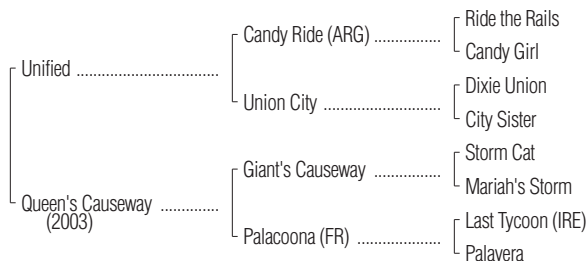 Ride the Rails
Candy Ride (ARG) ..................
Candy Girl
Unified ................................
Dixie Union
Union City ..........................
City Sister
Storm Cat
Giant's Causeway ................
Mariah's Storm
Queen's Causeway .............
(2003)
Last Tycoon (IRE)
Palacoona (FR) ....................
Palavera